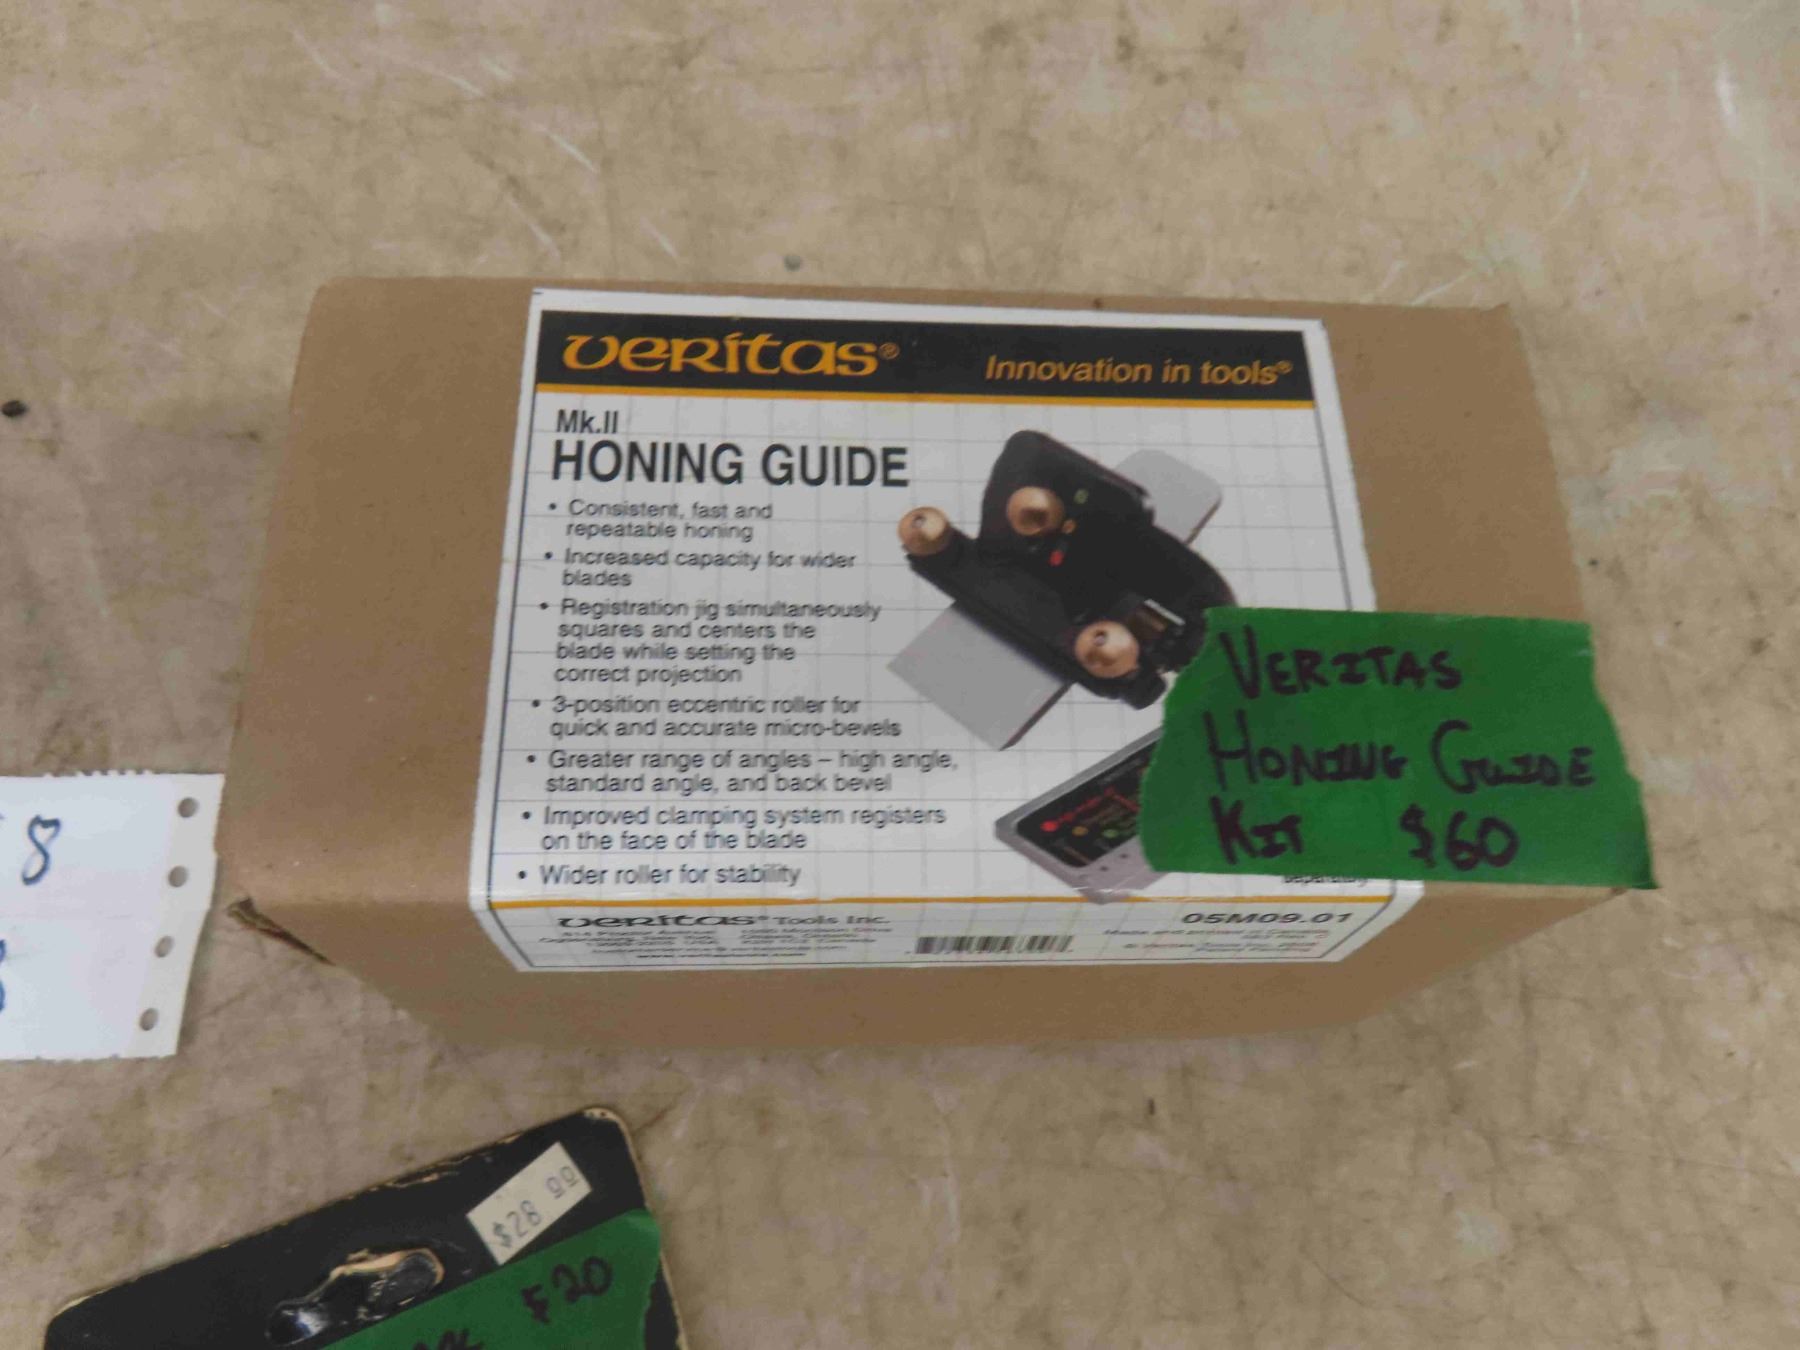 veritas® Innovation in tools®
Mk.II
HONING GUIDE
• Consistent, fast and
repeatable honing
• Increased capacity for wider
blades
• Registration jig simultaneously
squares and centers the
blade while setting the
correct projection
• 3-position eccentric roller for
quick and accurate micro-bevels
• Greater range of angles – high angle,
standard angle, and back bevel
• Improved clamping system registers
on the face of the blade
• Wider roller for stability
separately
VERITAS
HONING GUIDE
KIT $60
veritas® Tools Inc.
05M09.01
8
$28
$20